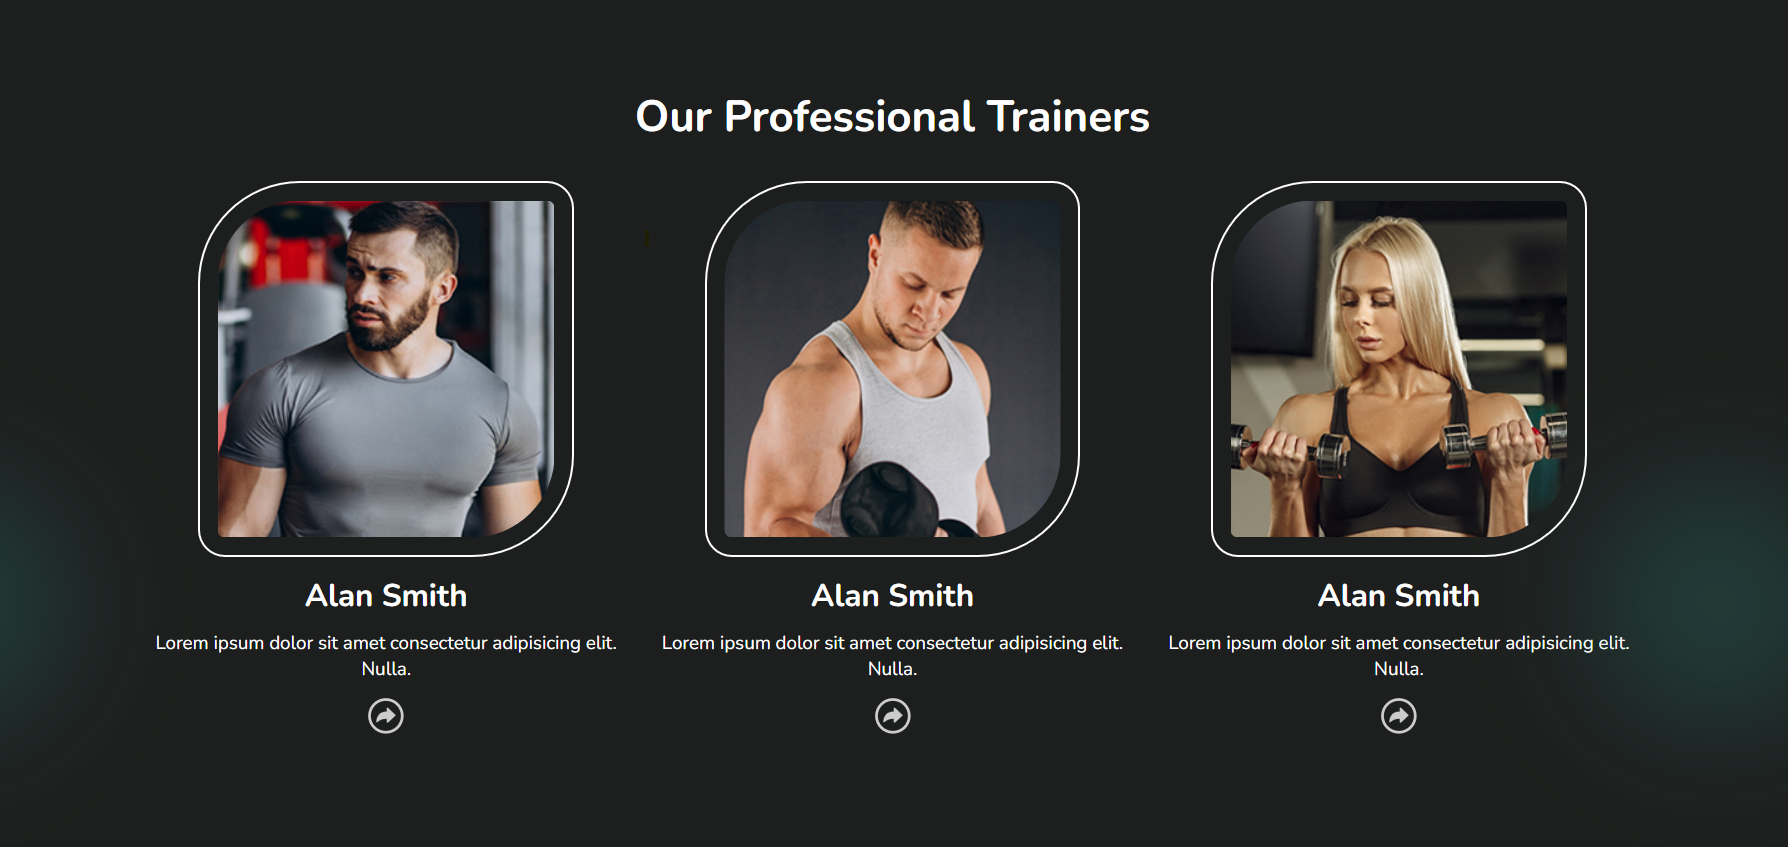 Our Professional Trainers
Alan Smith
Lorem ipsum dolor sit amet consectetur adipisicing elit.
Nulla.
Alan Smith
Lorem ipsum dolor sit amet consectetur adipisicing elit.
Nulla.
Alan Smith
Lorem ipsum dolor sit amet consectetur adipisicing elit.
Nulla.